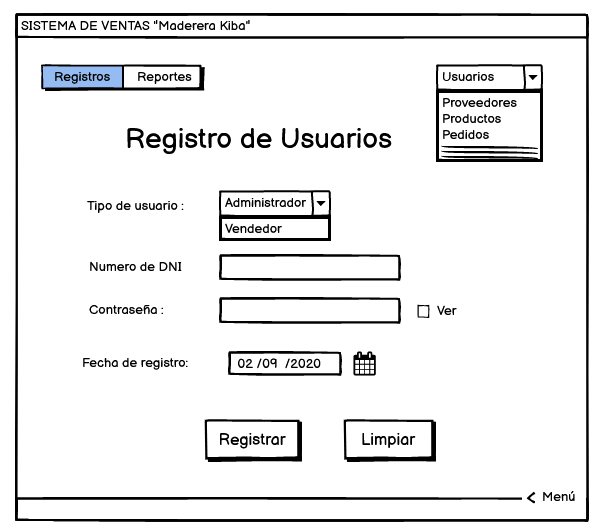 SISTEMA DE VENTAS "Maderera Kiba"
Registros Reportes
Usuarios
Proveedores
Productos
Pedidos
Registro de Usuarios
Tipo de usuario : Administrador
Vendedor
Numero de DNI
Contraseña : Ver
Fecha de registro: 02 /09 /2020
Registrar Limpiar
< Menú